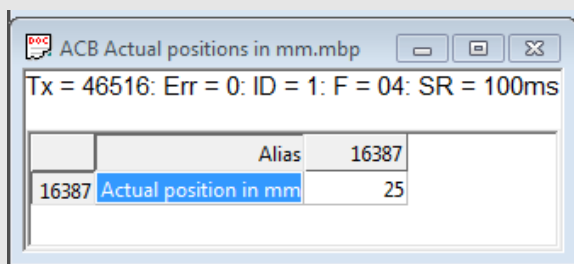 DOC
ACB Actual positions in mm.mbp
Tx = 46516: Err = 0: ID = 1: F = 04: SR = 100ms
Alias 16387
16387 Actual position in mm 25